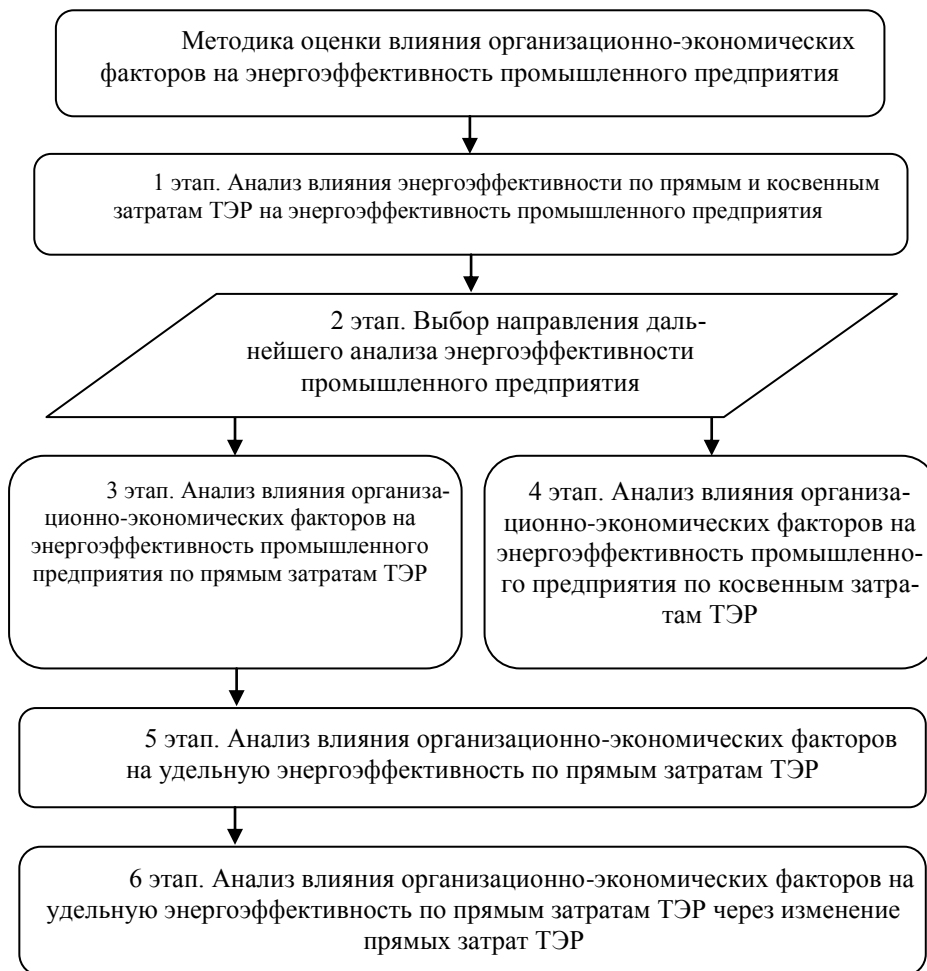 Методика оценки влияния организационно-экономических
факторов на энергоэффективность промышленного предприятия
1 этап. Анализ влияния энергоэффективности по прямым и косвенным
затратам ТЭР на энергоэффективность промышленного предприятия
2 этап. Выбор направления даль-
нейшего анализа энергоэффективности
промышленного предприятия
3 этап. Анализ влияния организа-
ционно-экономических факторов на
энергоэффективность промышленного
предприятия по прямым затратам ТЭР
4 этап. Анализ влияния организа-
ционно-экономических факторов на
энергоэффективность промышленно-
го предприятия по косвенным затра-
там ТЭР
5 этап. Анализ влияния организационно-экономических факторов
на удельную энергоэффективность по прямым затратам ТЭР
6 этап. Анализ влияния организационно-экономических факторов на
удельную энергоэффективность по прямым затратам ТЭР через изменение
прямых затрат ТЭР